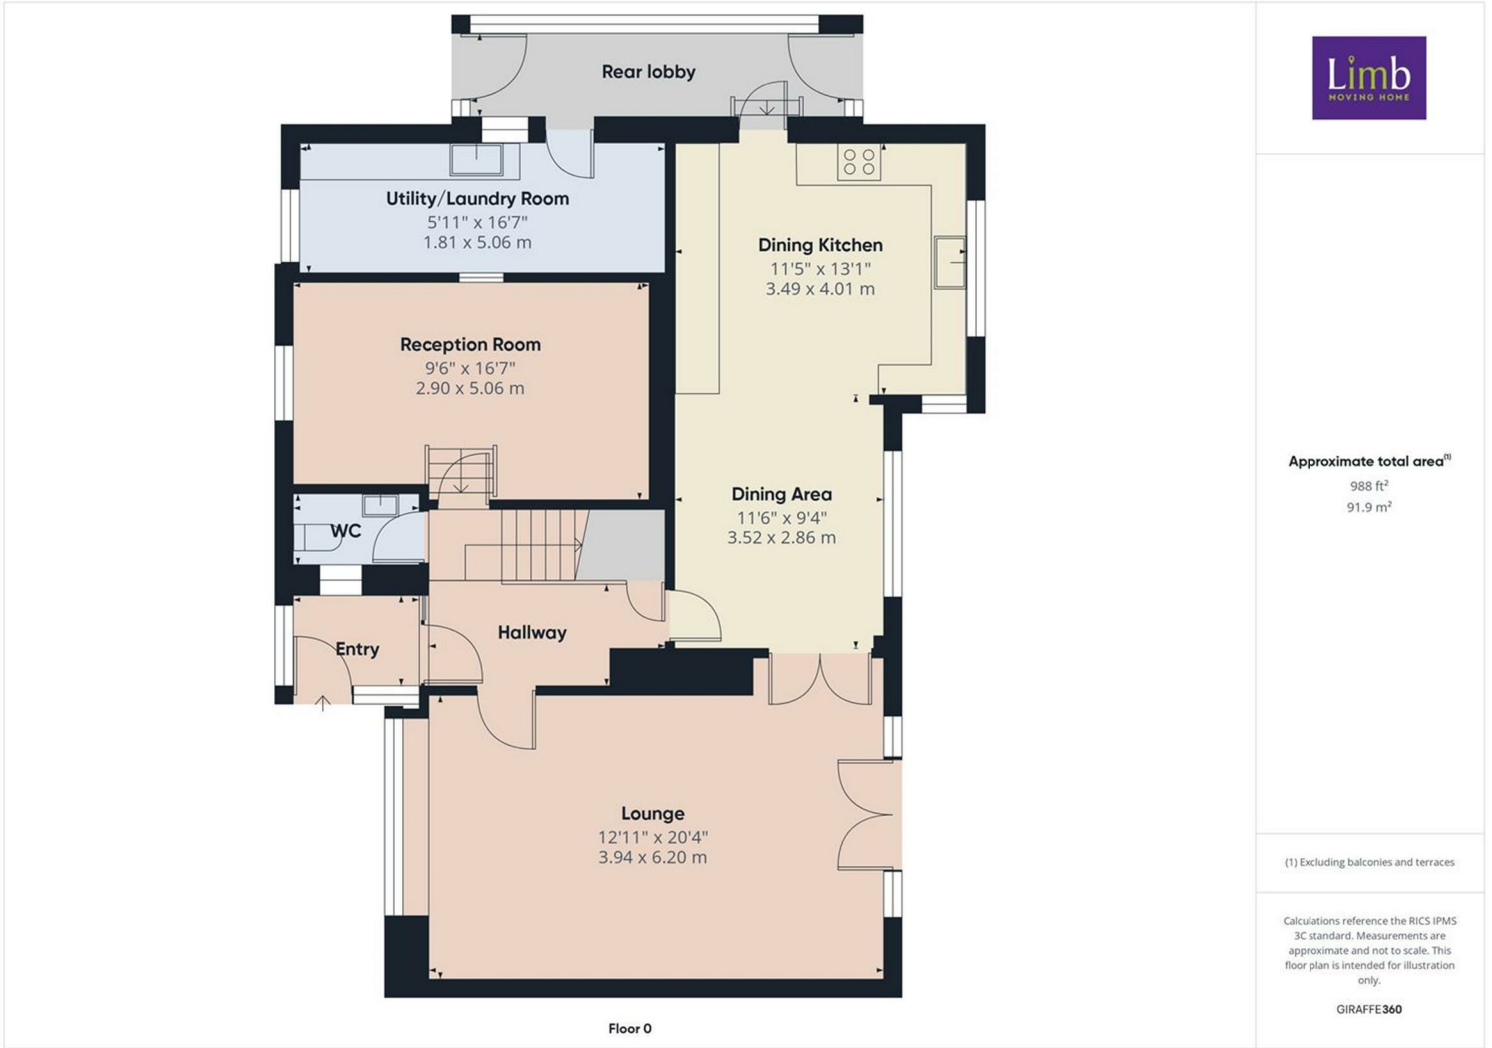 Rear lobby
Utility/Laundry Room
5'11" x 16'7"
1.81 x 5.06 m
Dining Kitchen
11'5" x 13'1"
3.49 x 4.01 m
Reception Room
9'6" x 16'7"
2.90 x 5.06 m
Dining Area
11'6" x 9'4"
3.52 x 2.86 m
WC
Hallway
Entry
Lounge
12'11" x 20'4"
3.94 x 6.20 m
Floor 0
Limb
MOVING HOME
Approximate total area⁽¹⁾
988 ft²
91.9 m²
(1) Excluding balconies and terraces
Calculations reference the RICS IPMS
3C standard. Measurements are
approximate and not to scale. This
floor plan is intended for illustration
only.
GIRAFFE360